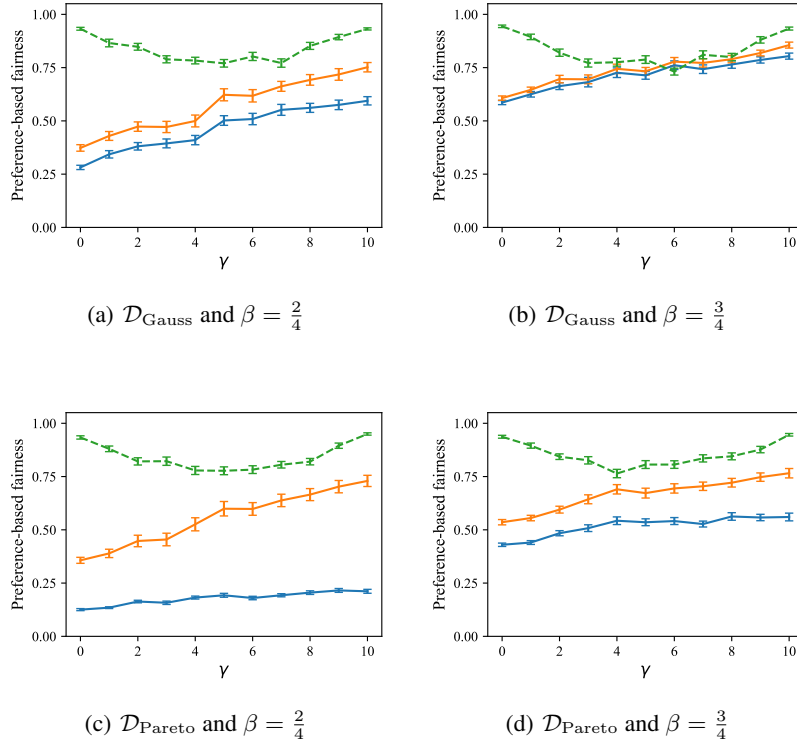 Preference-based fairness
1.00
0.75
0.50
0.25
0.00
0 2 4 6 8 10
γ
(a) 𝒟_Gauss and β = 2/4
Preference-based fairness
1.00
0.75
0.50
0.25
0.00
0 2 4 6 8 10
γ
(b) 𝒟_Gauss and β = 3/4
Preference-based fairness
1.00
0.75
0.50
0.25
0.00
0 2 4 6 8 10
γ
(c) 𝒟_Pareto and β = 2/4
Preference-based fairness
1.00
0.75
0.50
0.25
0.00
0 2 4 6 8 10
γ
(d) 𝒟_Pareto and β = 3/4